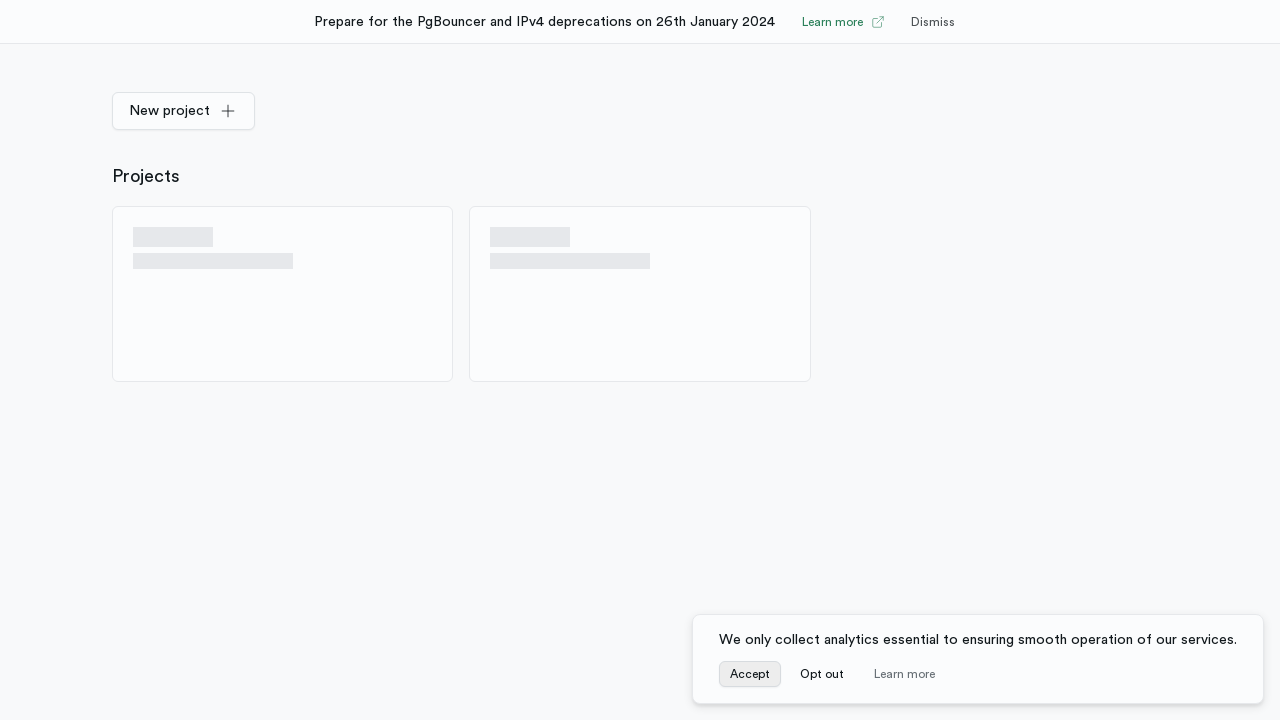 Prepare for the PgBouncer and IPv4 deprecations on 26th January 2024 Learn more Dismiss
New project
Projects
We only collect analytics essential to ensuring smooth operation of our services.
Accept Opt out Learn more